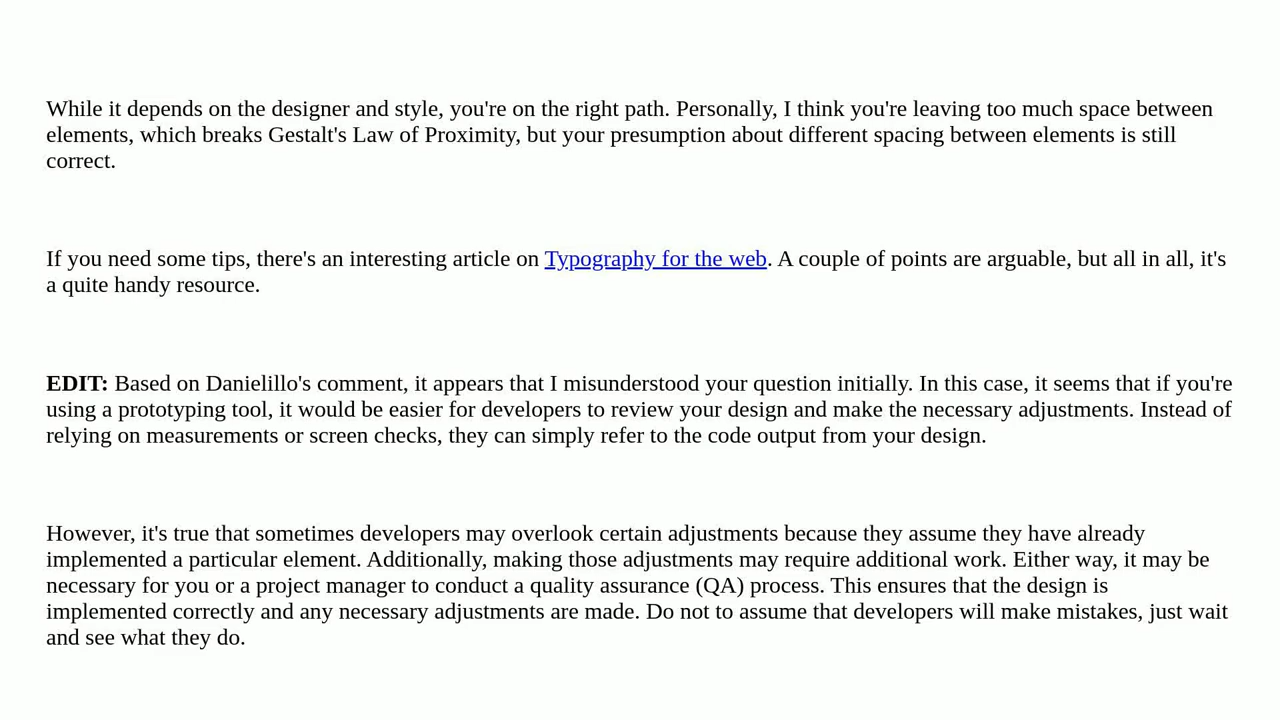 While it depends on the designer and style, you're on the right path. Personally, I think you're leaving too much space between
elements, which breaks Gestalt's Law of Proximity, but your presumption about different spacing between elements is still
correct.
If you need some tips, there's an interesting article on Typography for the web. A couple of points are arguable, but all in all, it's
a quite handy resource.
EDIT: Based on Danielillo's comment, it appears that I misunderstood your question initially. In this case, it seems that if you're
using a prototyping tool, it would be easier for developers to review your design and make the necessary adjustments. Instead of
relying on measurements or screen checks, they can simply refer to the code output from your design.
However, it's true that sometimes developers may overlook certain adjustments because they assume they have already
implemented a particular element. Additionally, making those adjustments may require additional work. Either way, it may be
necessary for you or a project manager to conduct a quality assurance (QA) process. This ensures that the design is
implemented correctly and any necessary adjustments are made. Do not to assume that developers will make mistakes, just wait
and see what they do.